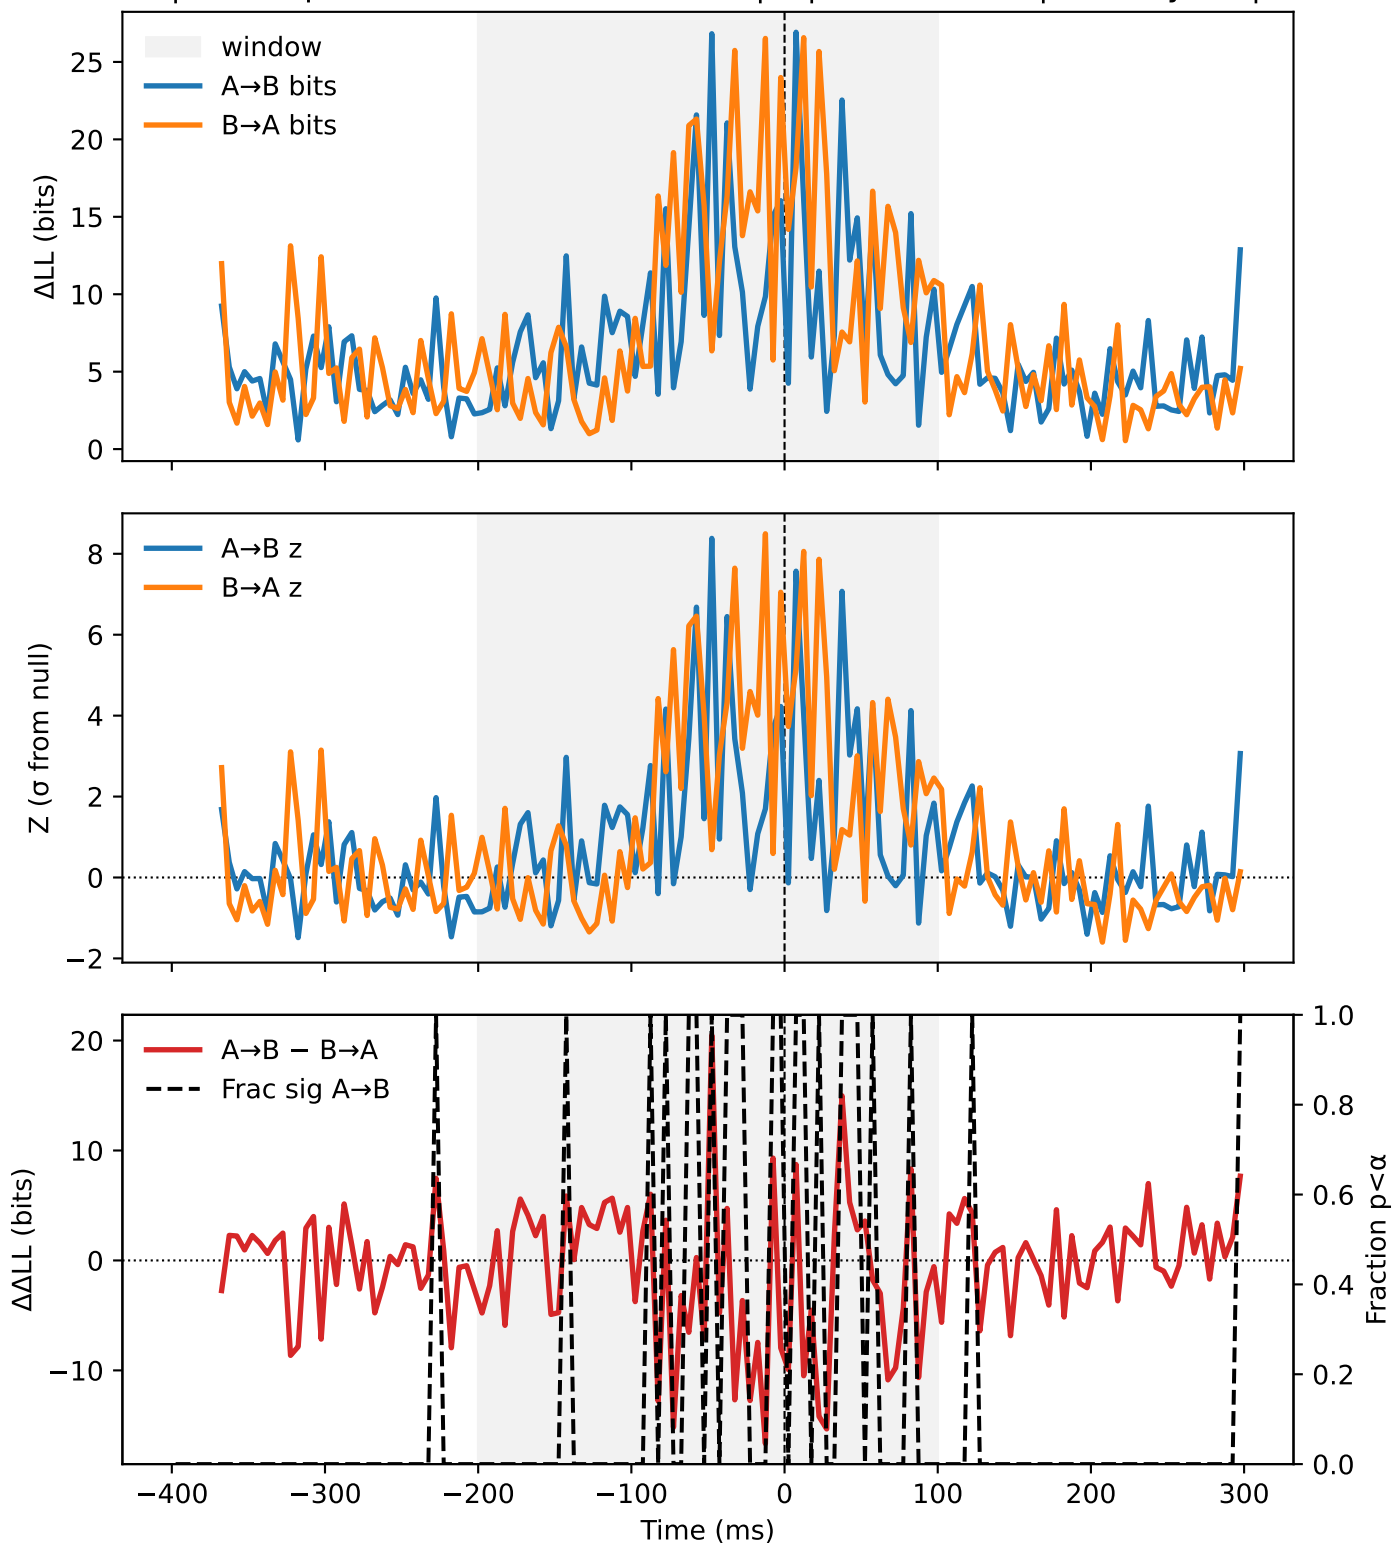 window
A→B bits
B→A bits
ΔLL (bits)
25
20
15
10
5
0
A→B z
B→A z
Z (σ from null)
8
6
4
2
0
−2
A→B − B→A
Frac sig A→B
ΔΔLL (bits)
20
10
0
−10
1.0
0.8
0.6
0.4
0.2
0.0
Fraction p<α
−400 −300 −200 −100 0 100 200 300
Time (ms)